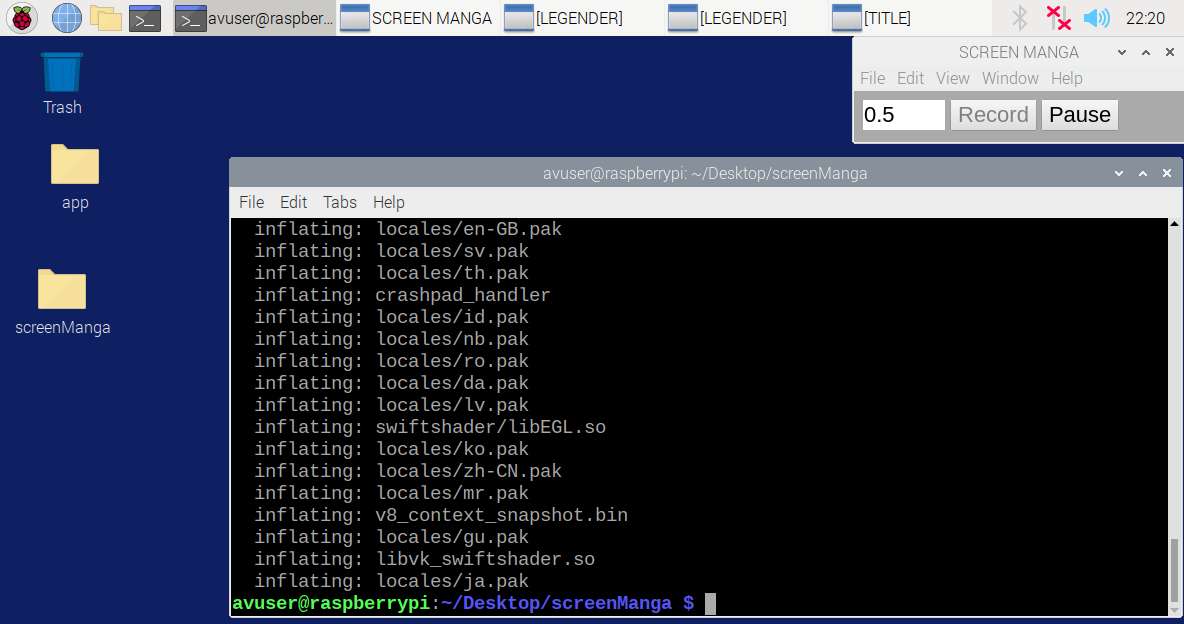 avuser@raspber...
SCREEN MANGA
[LEGENDER]
[LEGENDER]
[TITLE]
22:20
Trash
app
screenManga
SCREEN MANGA
File Edit View Window Help
0.5 Record Pause
avuser@raspberrypi: ~/Desktop/screenManga
File Edit Tabs Help
inflating: locales/en-GB.pak
inflating: locales/sv.pak
inflating: locales/th.pak
inflating: crashpad_handler
inflating: locales/id.pak
inflating: locales/nb.pak
inflating: locales/ro.pak
inflating: locales/da.pak
inflating: locales/lv.pak
inflating: swiftshader/libEGL.so
inflating: locales/ko.pak
inflating: locales/zh-CN.pak
inflating: locales/mr.pak
inflating: v8_context_snapshot.bin
inflating: locales/gu.pak
inflating: libvk_swiftshader.so
inflating: locales/ja.pak
avuser@raspberrypi:~/Desktop/screenManga $